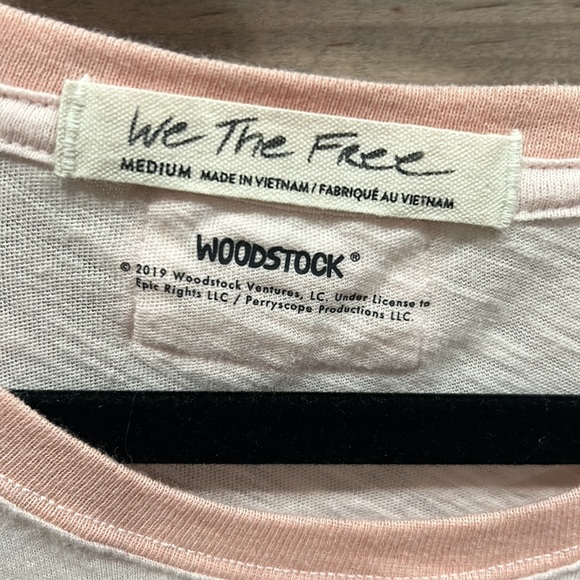 We The Free
MEDIUM MADE IN VIETNAM / FABRIQUÉ AU VIETNAM
WOODSTOCK®
© 2019 Woodstock Ventures, LC. Under License to
Epic Rights LLC / Perryscope Productions LLC.